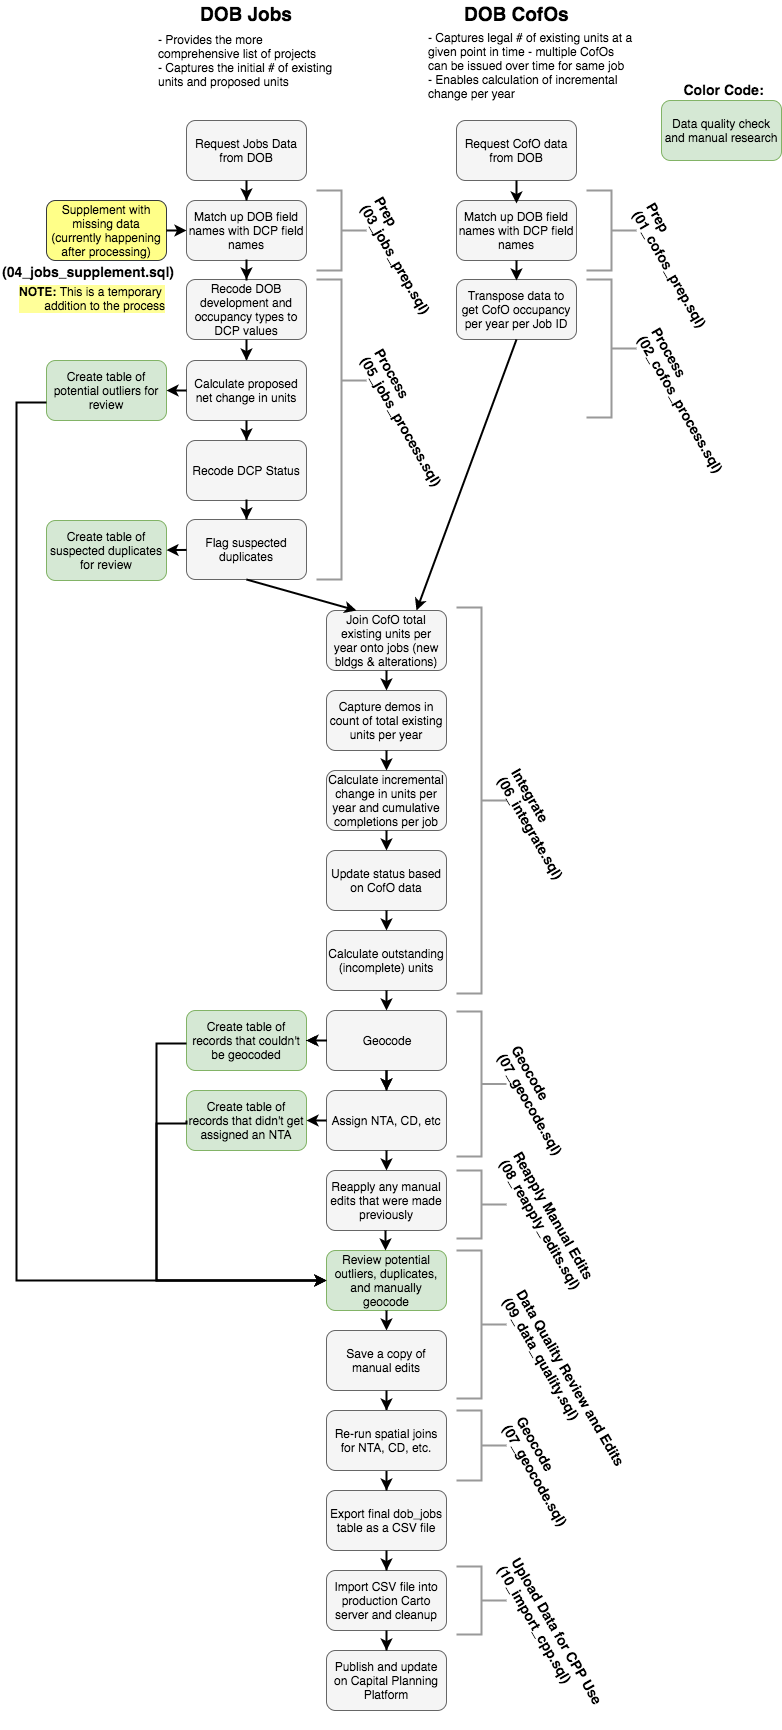 DOB Jobs
- Provides the more
comprehensive list of projects
- Captures the initial # of existing
units and proposed units
DOB CofOs
- Captures legal # of existing units at a
given point in time - multiple CofOs
can be issued over time for same job
- Enables calculation of incremental
change per year
Color Code:
Data quality check
and manual research
Request Jobs Data
from DOB
Request CofO data
from DOB
Supplement with
missing data
(currently happening
after processing)
(04_jobs_supplement.sql)
NOTE: This is a temporary
addition to the process
Match up DOB field
names with DCP field
names
Prep
(03_jobs_prep.sql)
Match up DOB field
names with DCP field
names
Prep
(01_cofos_prep.sql)
Recode DOB
development and
occupancy types to
DCP values
Transpose data to
get CofO occupancy
per year per Job ID
Process
(02_cofos_process.sql)
Create table of
potential outliers for
review
Calculate proposed
net change in units
Process
(05_jobs_process.sql)
Recode DCP Status
Create table of
suspected duplicates
for review
Flag suspected
duplicates
Join CofO total
existing units per
year onto jobs (new
bldgs & alterations)
Capture demos in
count of total existing
units per year
Calculate incremental
change in units per
year and cumulative
completions per job
Integrate
(06_integrate.sql)
Update status based
on CofO data
Calculate outstanding
(incomplete) units
Create table of
records that couldn't
be geocoded
Geocode
Geocode
(07_geocode.sql)
Create table of
records that didn't get
assigned an NTA
Assign NTA, CD, etc
Reapply any manual
edits that were made
previously
Reapply Manual Edits
(08_reapply_edits.sql)
Review potential
outliers, duplicates,
and manually
geocode
Data Quality Review and Edits
(09_data_quality.sql)
Save a copy of
manual edits
Re-run spatial joins
for NTA, CD, etc.
Geocode
(07_geocode.sql)
Export final dob_jobs
table as a CSV file
Import CSV file into
production Carto
server and cleanup
Upload Data for CPP Use
(10_import_cpp.sql)
Publish and update
on Capital Planning
Platform